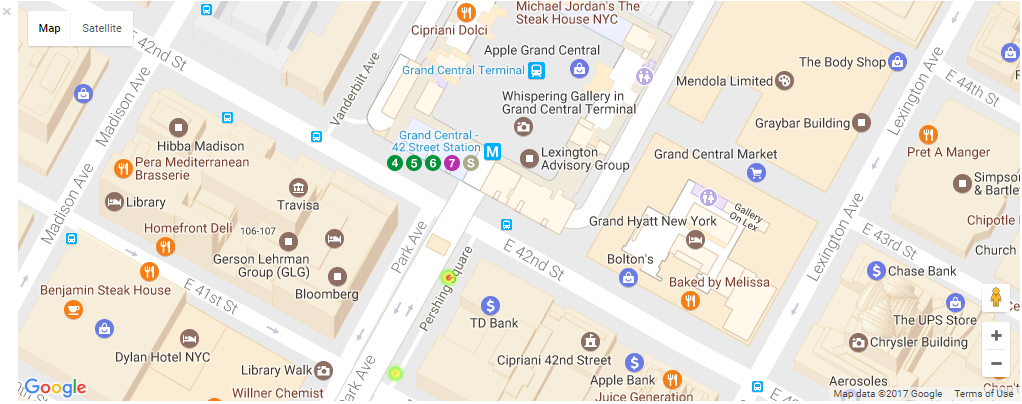 Map
Satellite
Michael Jordan's The
Steak House NYC
Cipriani Dolci
E 42nd St
Vanderbilt Ave
Madison Ave
Apple Grand Central
Grand Central Terminal
The Body Shop
Mendola Limited
Lexington Ave
E 44th St
Whispering Gallery in
Grand Central Terminal
Graybar Building
Hibba Madison
Grand Central -
42 Street Station
M
4 5 6 7 S
Lexington
Advisory Group
Grand Central Market
Pret A Manger
Pera Mediterranean
Brasserie
Simpson
& Bartlet
Library
Travisa
Madison Ave
Homefront Deli
106-107
Gerson Lehrman
Group (GLG)
Bloomberg
Park Ave
Pershing Square
E 42nd St
Grand Hyatt New York
Gallery
On Lex
Lexington Ave
Chipotle
E 43rd St
Church
Bolton's
Baked by Melissa
Chase Bank
Benjamin Steak House
E 41st St
TD Bank
The UPS Store
Chrysler Building
Dylan Hotel NYC
Cipriani 42nd Street
Library Walk
Park Ave
Apple Bank
Juice Generation
Willner Chemist
Aerosoles
Google
Map data ©2017 Google
Terms of Use